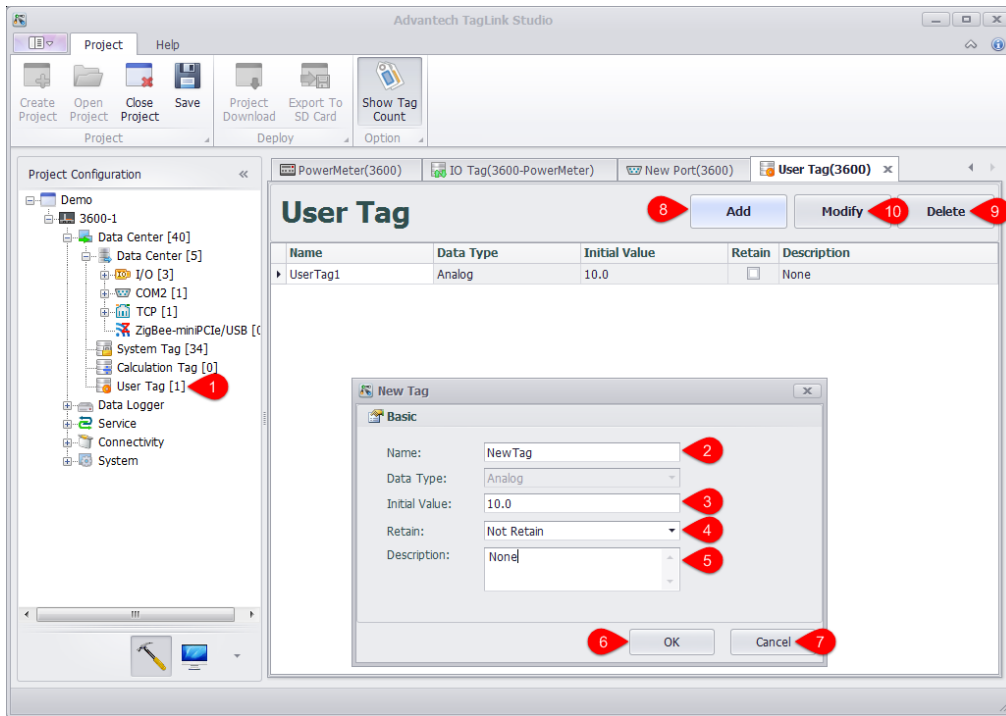 Advantech TagLink Studio
Project Help
Create Project
Open Project
Close Project
Save
Project Download
Export To SD Card
Show Tag Count
Project
Deploy
Option
Project Configuration
PowerMeter(3600)
IO Tag(3600-PowerMeter)
New Port(3600)
User Tag(3600)
Demo
3600-1
Data Center [40]
Data Center [5]
I/O [3]
COM2 [1]
TCP [1]
ZigBee-miniPCIe/USB [0
System Tag [34]
Calculation Tag [0]
User Tag [1] 1
Data Logger
Service
Connectivity
System
User Tag
8 Add Modify 10 Delete 9
Name Data Type Initial Value Retain Description
UserTag1 Analog 10.0 None
New Tag
Basic
Name: NewTag 2
Data Type: Analog
Initial Value: 10.0 3
Retain: Not Retain 4
Description: None 5
6 OK Cancel 7